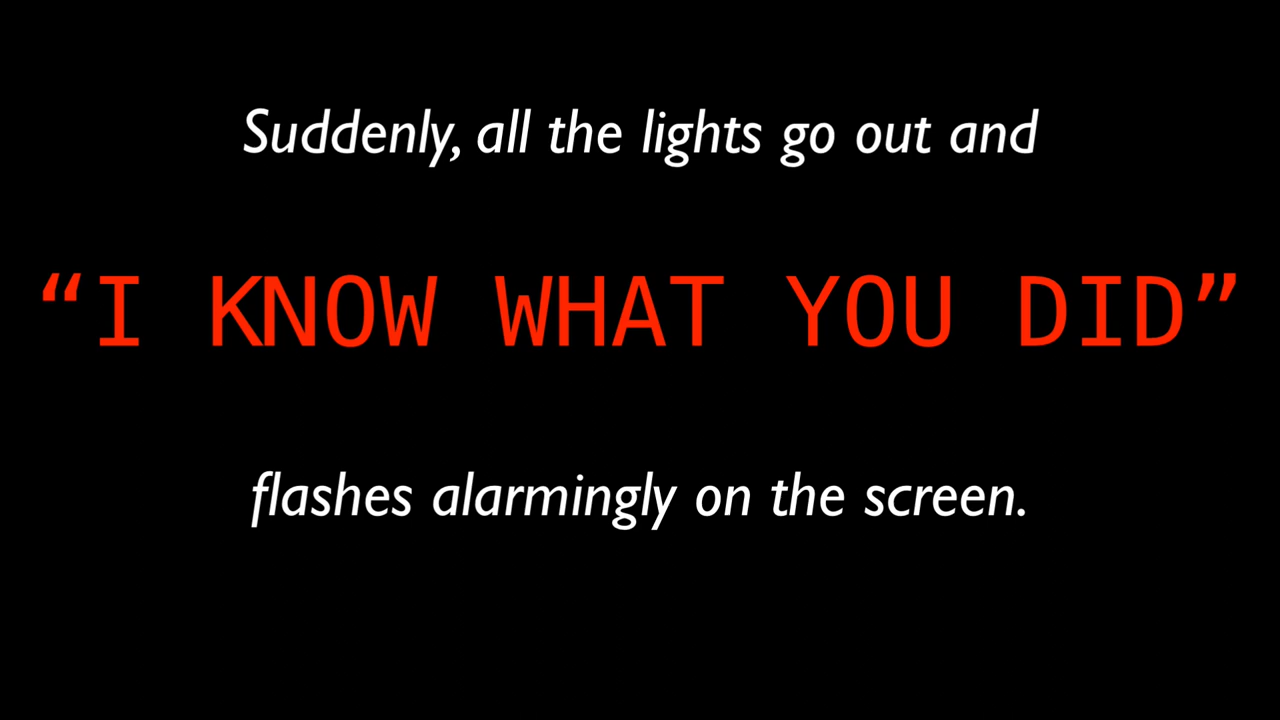 Suddenly, all the lights go out and
“I KNOW WHAT YOU DID”
flashes alarmingly on the screen.